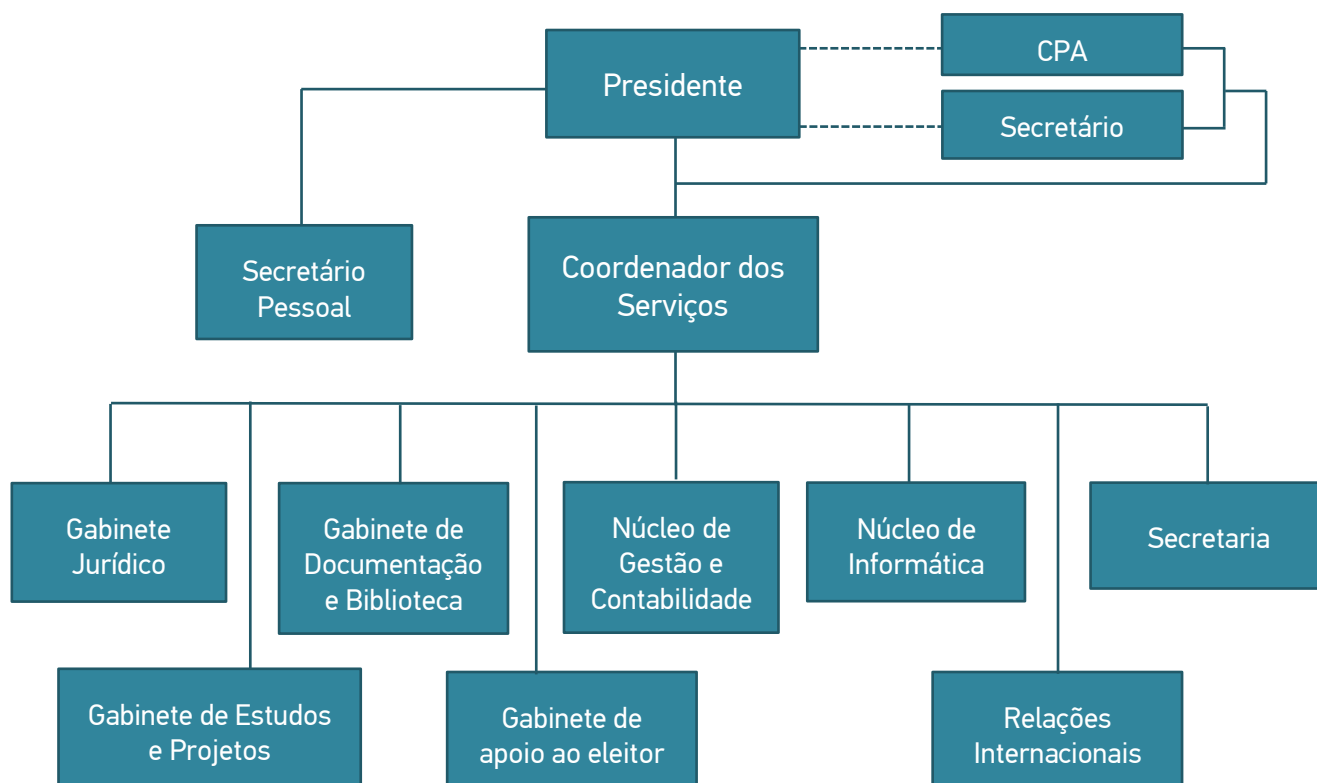 Presidente
CPA
Secretário
Secretário
Pessoal
Coordenador dos
Serviços
Gabinete
Jurídico
Gabinete de
Documentação
e Biblioteca
Núcleo de
Gestão e
Contabilidade
Núcleo de
Informática
Secretaria
Gabinete de Estudos
e Projetos
Gabinete de
apoio ao eleitor
Relações
Internacionais